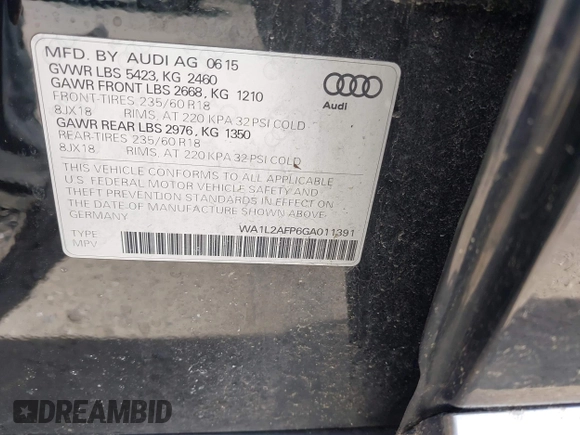 MFD. BY AUDI AG 06 15
GVWR LBS 5423, KG 2460
GAWR FRONT LBS 2668, KG 1210
FRONT-TIRES 235/60 R18
8JX18 RIMS, AT 220 KPA 32 PSI COLD
GAWR REAR LBS 2976, KG 1350
REAR-TIRES 235/60 R18
8JX18 RIMS, AT 220 KPA 32 PSI COLD
THIS VEHICLE CONFORMS TO ALL APPLICABLE
U.S. FEDERAL MOTOR VEHICLE SAFETY AND
THEFT PREVENTION STANDARDS IN EFFECT ON
THE DATE OF MANUFACTURE SHOWN ABOVE.
GERMANY
WA1L2AFP6GA011391
TYPE
MPV
Audi
DREAMBID